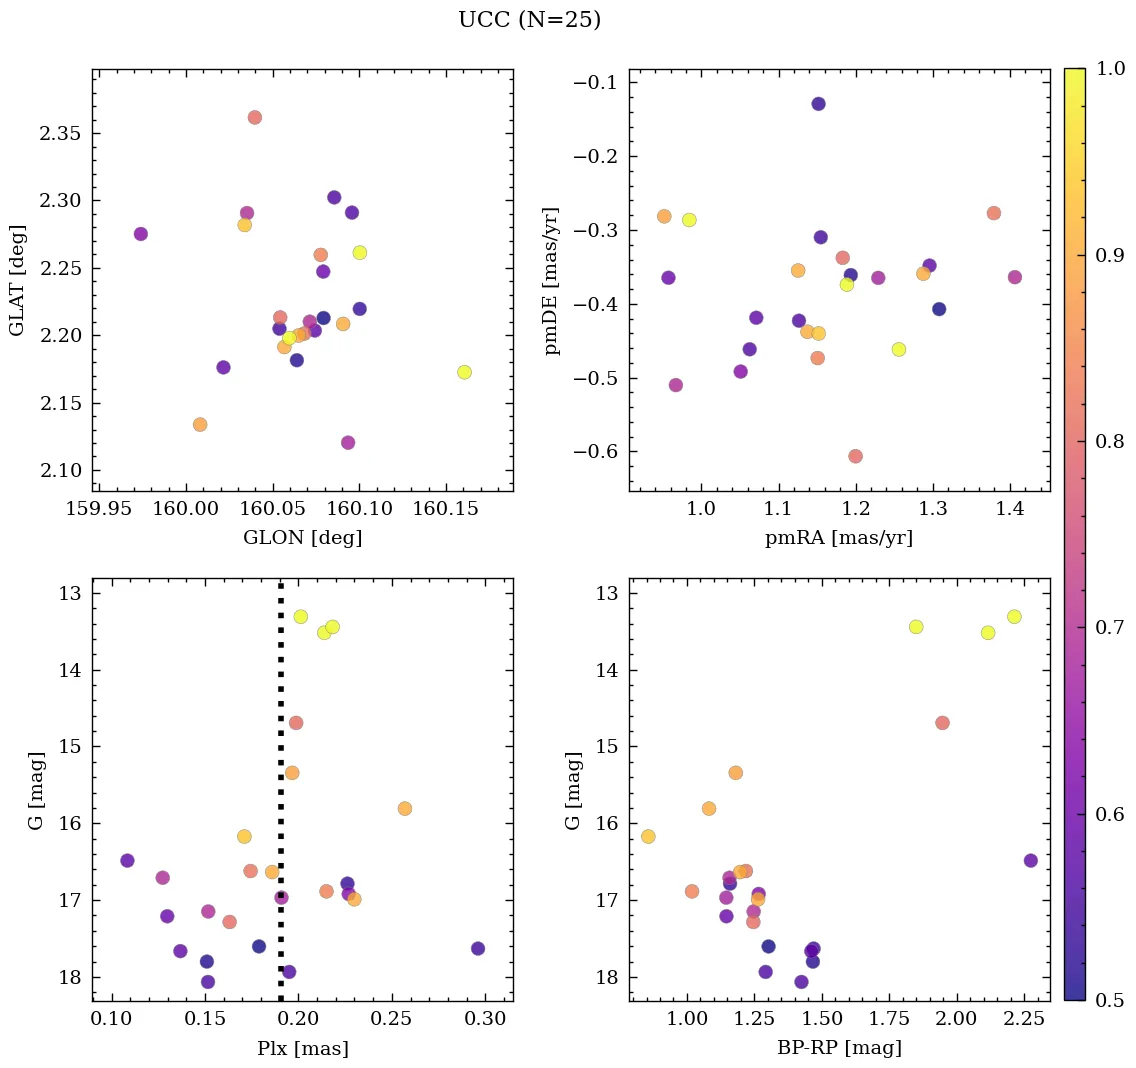 UCC (N=25)
2.35
2.30
2.25
2.20
2.15
2.10
GLAT [deg]
159.95 160.00 160.05 160.10 160.15
GLON [deg]
−0.1
−0.2
−0.3
−0.4
−0.5
−0.6
pmDE [mas/yr]
1.0 1.1 1.2 1.3 1.4
pmRA [mas/yr]
13
14
15
16
17
18
G [mag]
0.10 0.15 0.20 0.25 0.30
Plx [mas]
13
14
15
16
17
18
G [mag]
1.00 1.25 1.50 1.75 2.00 2.25
BP-RP [mag]
1.0
0.9
0.8
0.7
0.6
0.5